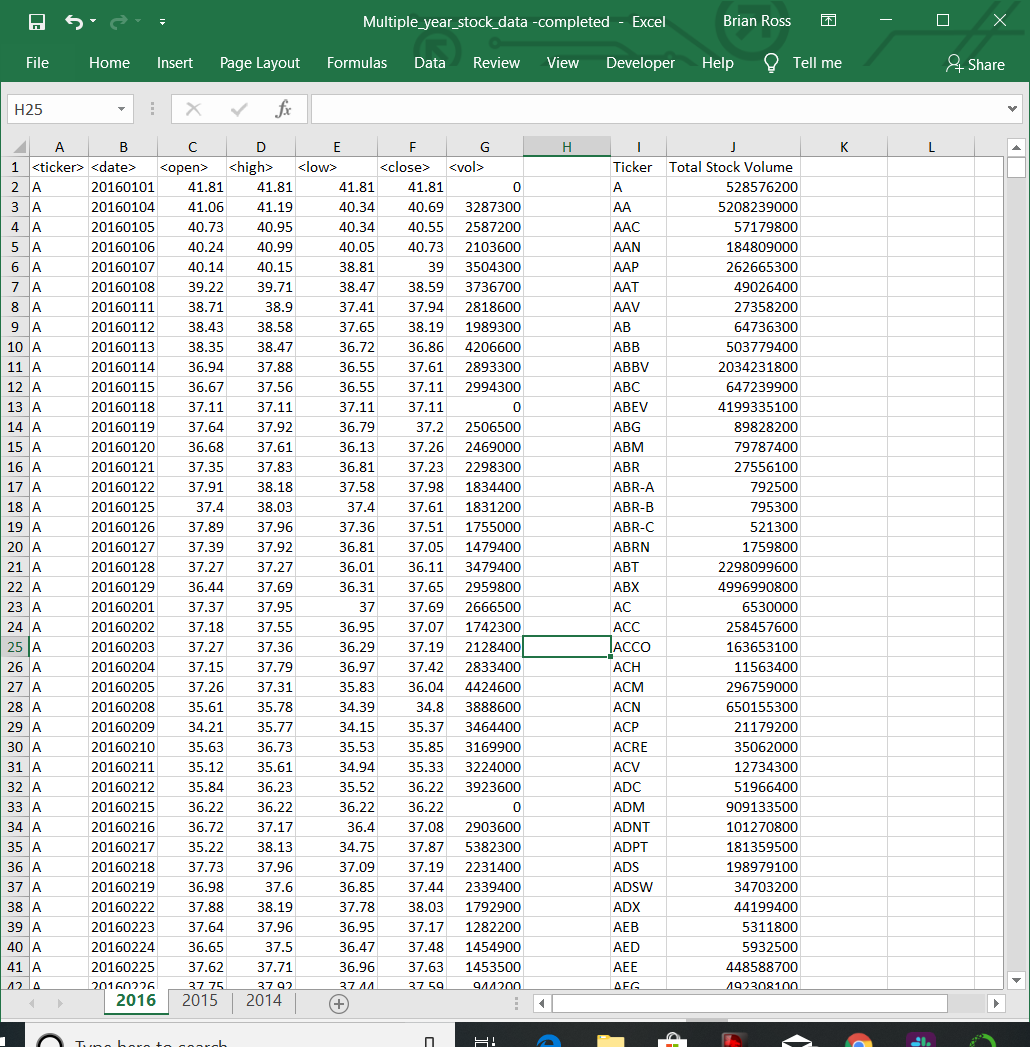 Multiple_year_stock_data -completed - Excel Brian Ross
File Home Insert Page Layout Formulas Data Review View Developer Help Tell me Share
H25 fx
A B C D E F G H I J K L
1 <ticker> <date> <open> <high> <low> <close> <vol> Ticker Total Stock Volume
2 A 20160101 41.81 41.81 41.81 41.81 0 A 528576200
3 A 20160104 41.06 41.19 40.34 40.69 3287300 AA 5208239000
4 A 20160105 40.73 40.95 40.34 40.55 2587200 AAC 57179800
5 A 20160106 40.24 40.99 40.05 40.73 2103600 AAN 184809000
6 A 20160107 40.14 40.15 38.81 39 3504300 AAP 262665300
7 A 20160108 39.22 39.71 38.47 38.59 3736700 AAT 49026400
8 A 20160111 38.71 38.9 37.41 37.94 2818600 AAV 27358200
9 A 20160112 38.43 38.58 37.65 38.19 1989300 AB 64736300
10 A 20160113 38.35 38.47 36.72 36.86 4206600 ABB 503779400
11 A 20160114 36.94 37.88 36.55 37.61 2893300 ABBV 2034231800
12 A 20160115 36.67 37.56 36.55 37.11 2994300 ABC 647239900
13 A 20160118 37.11 37.11 37.11 37.11 0 ABEV 4199335100
14 A 20160119 37.64 37.92 36.79 37.2 2506500 ABG 89828200
15 A 20160120 36.68 37.61 36.13 37.26 2469000 ABM 79787400
16 A 20160121 37.35 37.83 36.81 37.23 2298300 ABR 27556100
17 A 20160122 37.91 38.18 37.58 37.98 1834400 ABR-A 792500
18 A 20160125 37.4 38.03 37.4 37.61 1831200 ABR-B 795300
19 A 20160126 37.89 37.96 37.36 37.51 1755000 ABR-C 521300
20 A 20160127 37.39 37.92 36.81 37.05 1479400 ABRN 1759800
21 A 20160128 37.27 37.27 36.01 36.11 3479400 ABT 2298099600
22 A 20160129 36.44 37.69 36.31 37.65 2959800 ABX 4996990800
23 A 20160201 37.37 37.95 37 37.69 2666500 AC 6530000
24 A 20160202 37.18 37.55 36.95 37.07 1742300 ACC 258457600
25 A 20160203 37.27 37.36 36.29 37.19 2128400 ACCO 163653100
26 A 20160204 37.15 37.79 36.97 37.42 2833400 ACH 11563400
27 A 20160205 37.26 37.31 35.83 36.04 4424600 ACM 296759000
28 A 20160208 35.61 35.78 34.39 34.8 3888600 ACN 650155300
29 A 20160209 34.21 35.77 34.15 35.37 3464400 ACP 21179200
30 A 20160210 35.63 36.73 35.53 35.85 3169900 ACRE 35062000
31 A 20160211 35.12 35.61 34.94 35.33 3224000 ACV 12734300
32 A 20160212 35.84 36.23 35.52 36.22 3923600 ADC 51966400
33 A 20160215 36.22 36.22 36.22 36.22 0 ADM 909133500
34 A 20160216 36.72 37.17 36.4 37.08 2903600 ADNT 101270800
35 A 20160217 35.22 38.13 34.75 37.87 5382300 ADPT 181359500
36 A 20160218 37.73 37.96 37.09 37.19 2231400 ADS 198979100
37 A 20160219 36.98 37.6 36.85 37.44 2339400 ADSW 34703200
38 A 20160222 37.88 38.19 37.78 38.03 1792900 ADX 44199400
39 A 20160223 37.64 37.96 36.95 37.17 1282200 AEB 5311800
40 A 20160224 36.65 37.5 36.47 37.48 1454900 AED 5932500
41 A 20160225 37.62 37.71 36.96 37.63 1453500 AEE 448588700
42 A 20160226 37.75 37.92 37.44 37.59 944200 AEG 492308100
2016 2015 2014
Type here to search